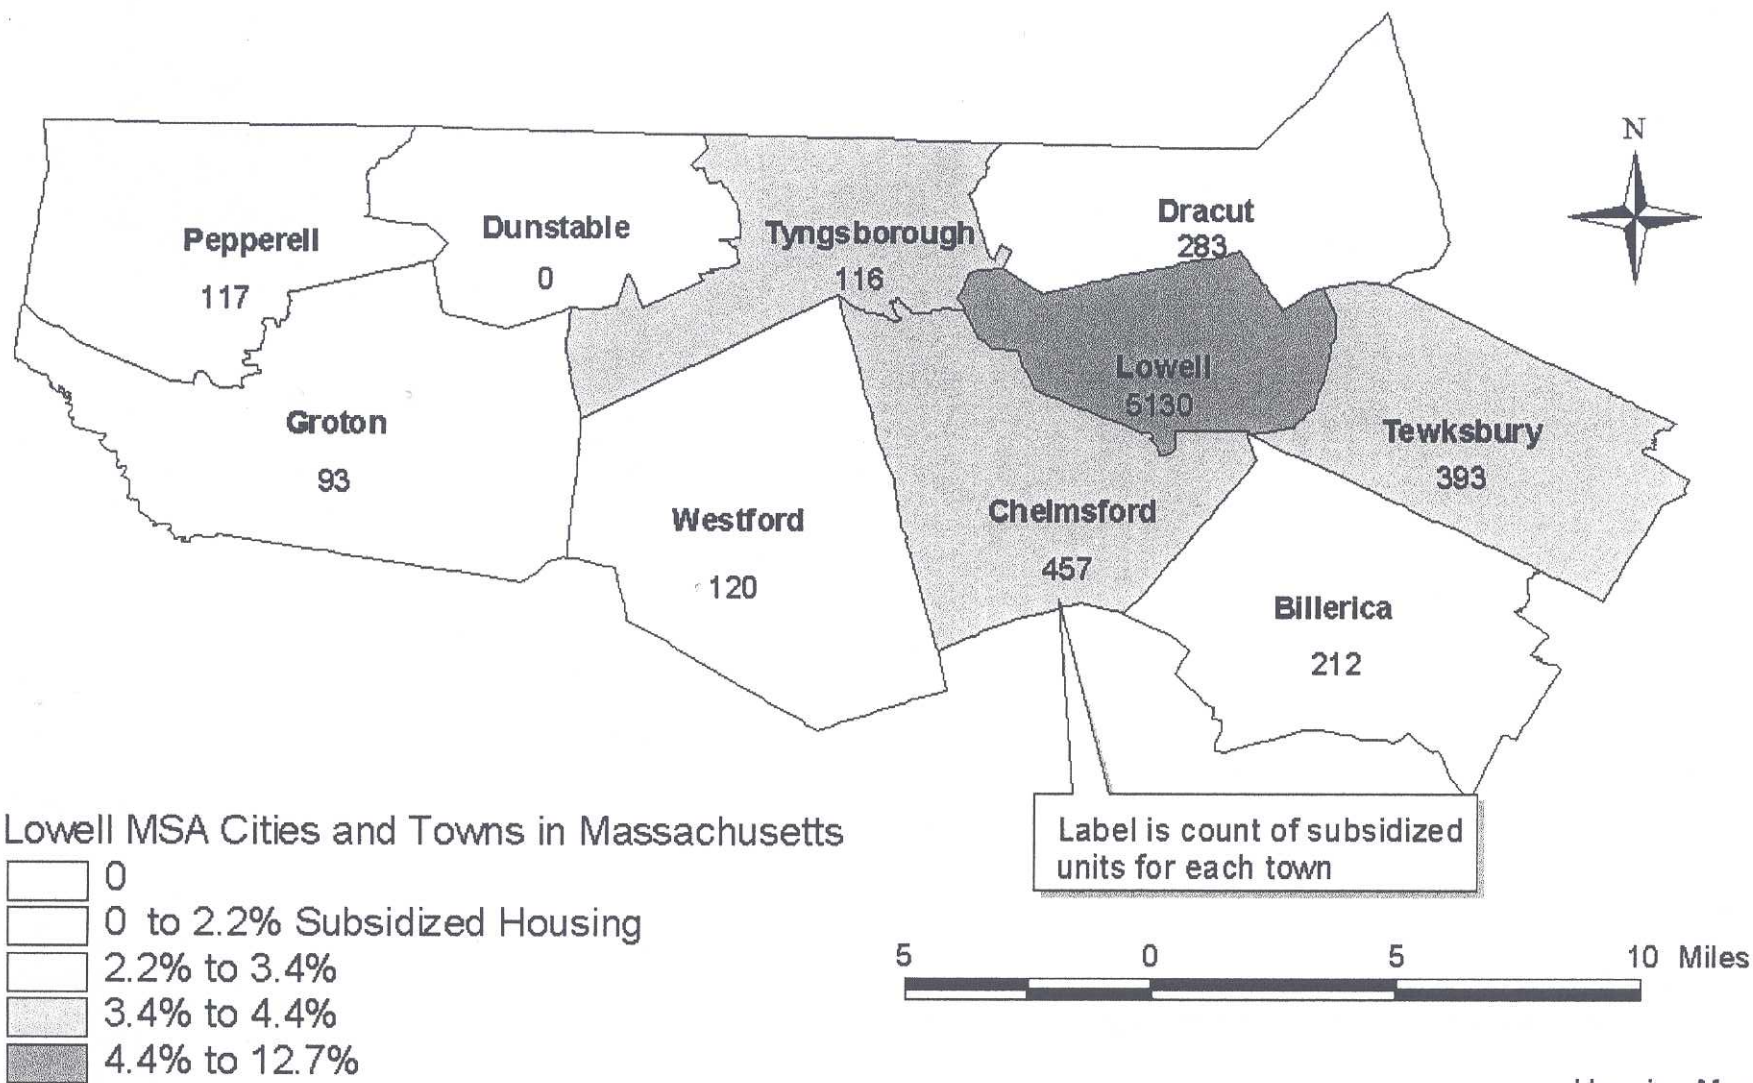 N
Pepperell
117
Dunstable
0
Tyngsborough
116
Dracut
283
Lowell
5130
Groton
93
Westford
120
Chelmsford
457
Tewksbury
393
Billerica
212
Label is count of subsidized
units for each town
Lowell MSA Cities and Towns in Massachusetts
0
0 to 2.2% Subsidized Housing
2.2% to 3.4%
3.4% to 4.4%
4.4% to 12.7%
5 0 5 10 Miles